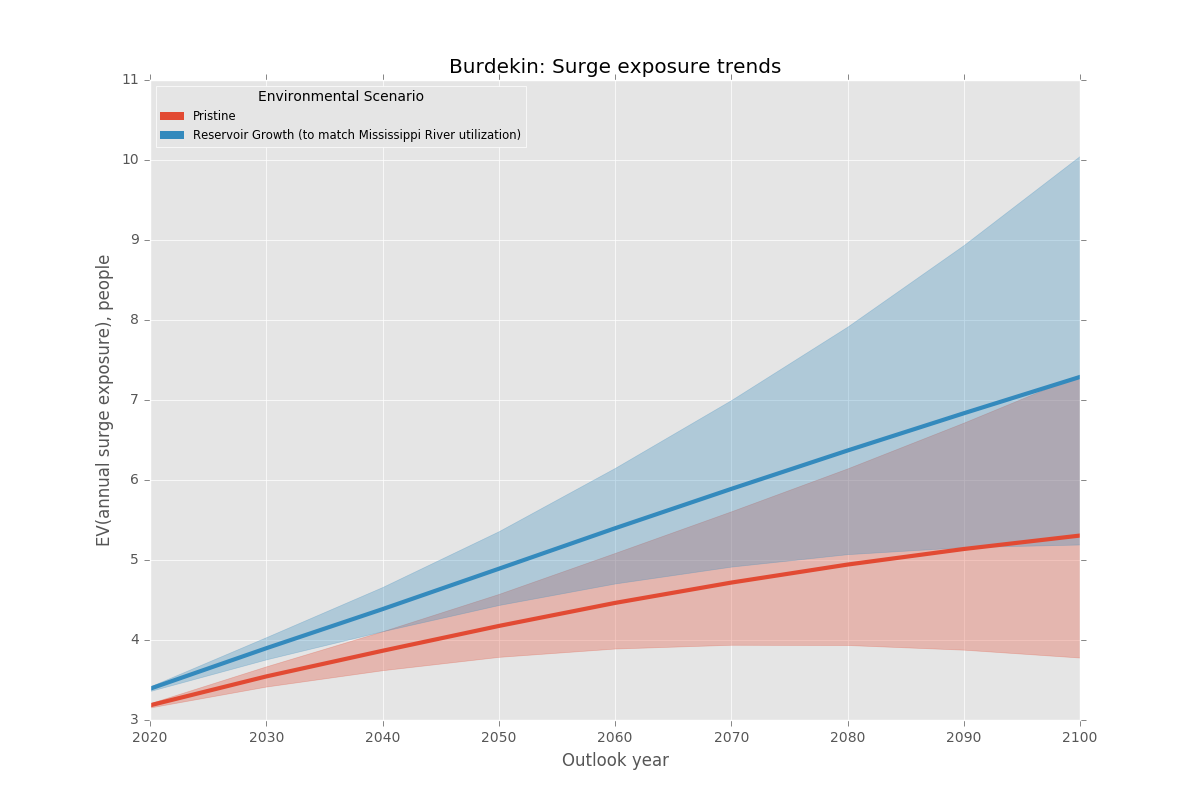 Burdekin: Surge exposure trends
Environmental Scenario
Pristine
Reservoir Growth (to match Mississippi River utilization)
EV(annual surge exposure), people
11
10
9
8
7
6
5
4
3
2020 2030 2040 2050 2060 2070 2080 2090 2100
Outlook year